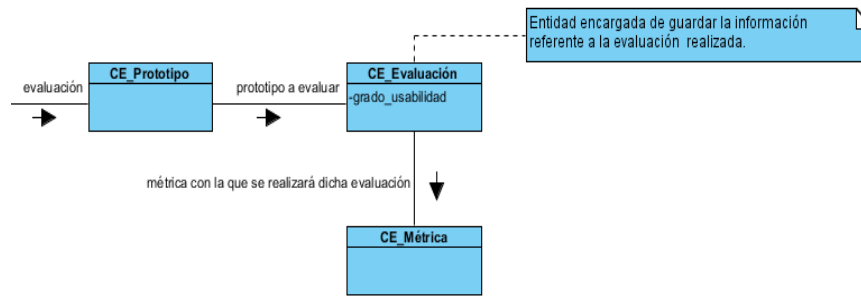 Entidad encargada de guardar la información
referente a la evaluación realizada.
evaluación
CE_Prototipo
prototipo a evaluar
CE_Evaluación
-grado_usabilidad
métrica con la que se realizará dicha evaluación
CE_Métrica